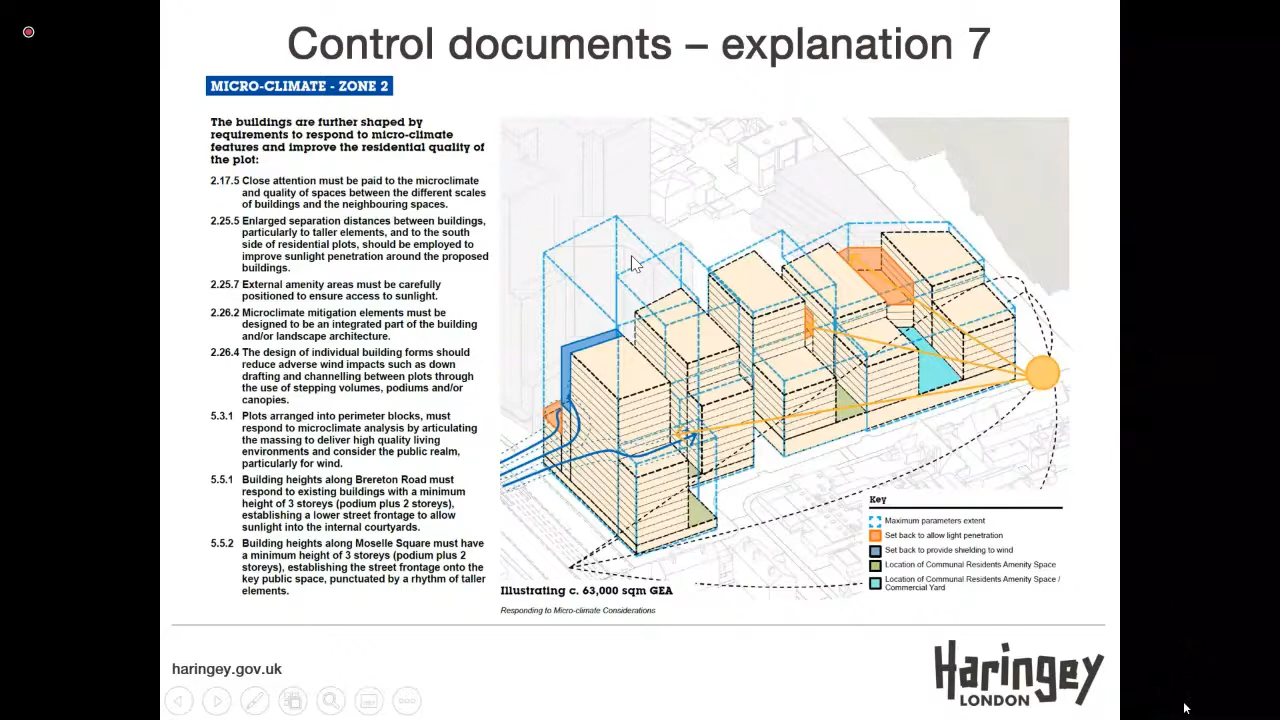 Control documents – explanation 7
MICRO-CLIMATE - ZONE 2
The buildings are further shaped by
requirements to respond to micro-climate
features and improve the residential quality of
the plot:
2.17.5 Close attention must be paid to the microclimate
and quality of spaces between the different scales
of buildings and the neighbouring spaces.
2.25.5 Enlarged separation distances between buildings,
particularly to taller elements, and to the south
side of residential plots, should be employed to
improve sunlight penetration around the proposed
buildings.
2.25.7 External amenity areas must be carefully
positioned to ensure access to sunlight.
2.26.2 Microclimate mitigation elements must be
designed to be an integrated part of the building
and/or landscape architecture.
2.26.4 The design of individual building forms should
reduce adverse wind impacts such as down
drafting and channelling between plots through
the use of stepping volumes, podiums and/or
canopies.
5.3.1 Plots arranged into perimeter blocks, must
respond to microclimate analysis by articulating
the massing to deliver high quality living
environments and consider the public realm,
particularly for wind.
5.5.1 Building heights along Brereton Road must
respond to existing buildings with a minimum
height of 3 storeys (podium plus 2 storeys),
establishing a lower street frontage to allow
sunlight into the internal courtyards.
5.5.2 Building heights along Moselle Square must have
a minimum height of 3 storeys (podium plus 2
storeys), establishing the street frontage onto the
key public space, punctuated by a rhythm of taller
elements.
Key
Maximum parameters extent
Set back to allow light penetration
Set back to provide shielding to wind
Location of Communal Residents Amenity Space
Location of Communal Residents Amenity Space /
Commercial Yard
Illustrating c. 63,000 sqm GEA
Responding to Micro-climate Considerations
haringey.gov.uk
Haringey
LONDON